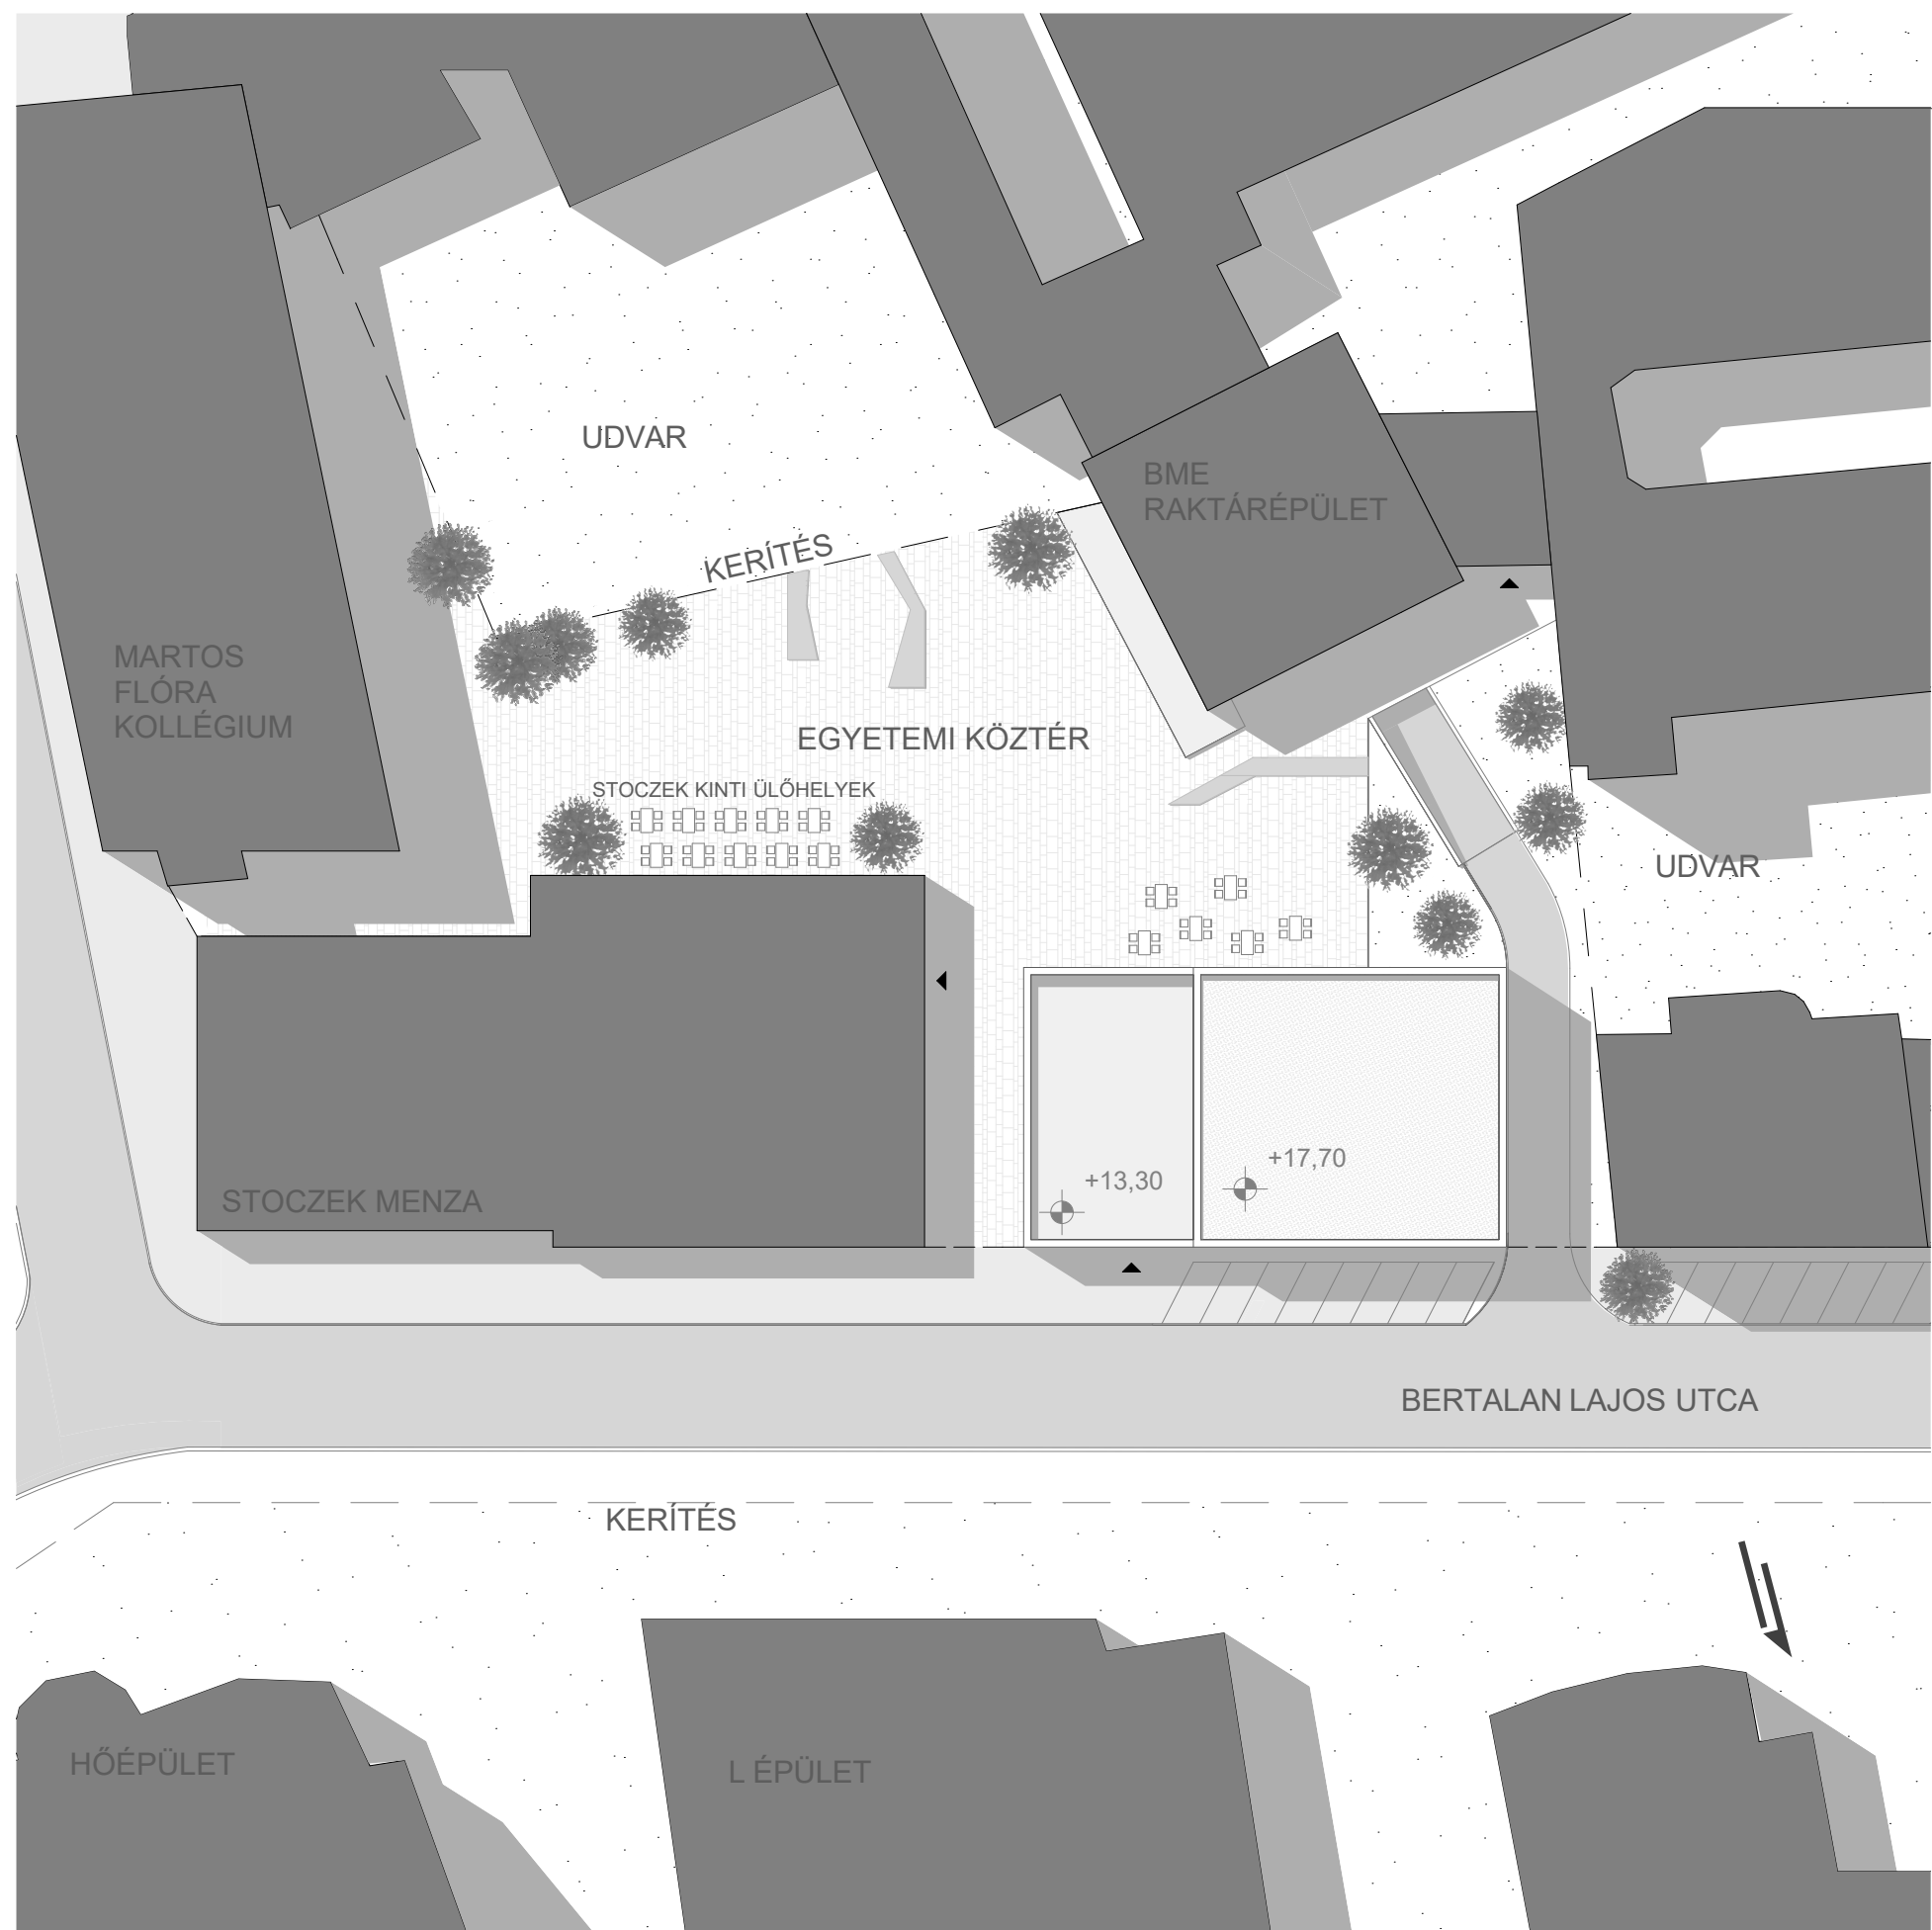 UDVAR
BME
RAKTÁRÉPÜLET
KERÍTÉS
MARTOS
FLÓRA
KOLLÉGIUM
EGYETEMI KÖZTÉR
STOCZEK KINTI ÜLŐHELYEK
UDVAR
+17,70
+13,30
STOCZEK MENZA
BERTALAN LAJOS UTCA
KERÍTÉS
HŐÉPÜLET
L ÉPÜLET